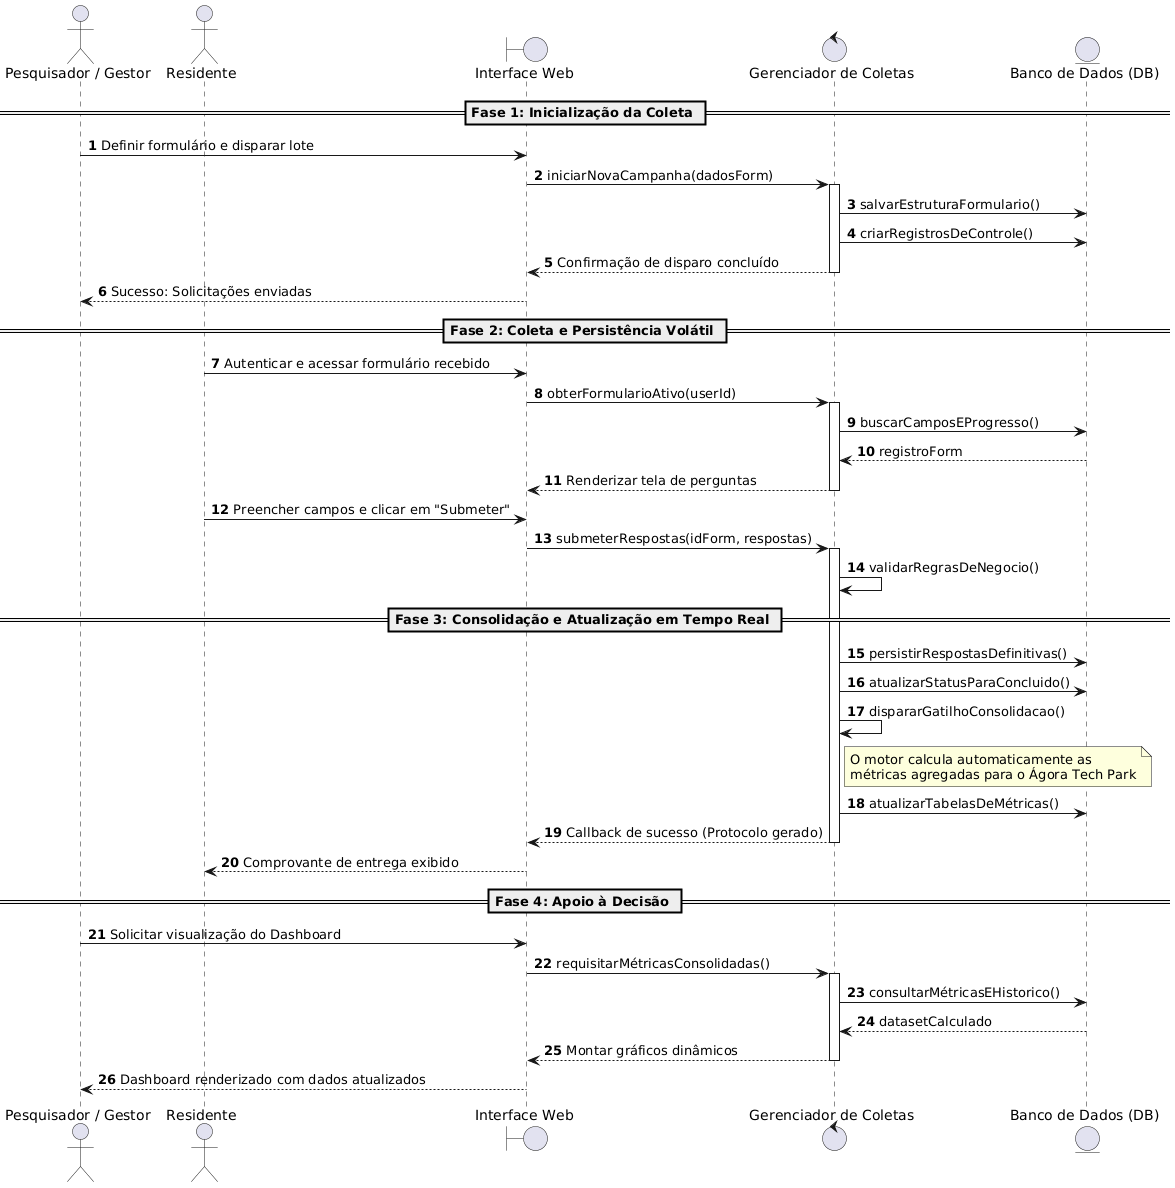 Pesquisador / Gestor
Residente
Interface Web
Gerenciador de Coletas
Banco de Dados (DB)
Fase 1: Inicialização da Coleta
1 Definir formulário e disparar lote
2 iniciarNovaCampanha(dadosForm)
3 salvarEstruturaFormulario()
4 criarRegistrosDeControle()
5 Confirmação de disparo concluído
6 Sucesso: Solicitações enviadas
Fase 2: Coleta e Persistência Volátil
7 Autenticar e acessar formulário recebido
8 obterFormularioAtivo(userId)
9 buscarCamposEProgresso()
10 registroForm
11 Renderizar tela de perguntas
12 Preencher campos e clicar em "Submeter"
13 submeterRespostas(idForm, respostas)
14 validarRegrasDeNegocio()
Fase 3: Consolidação e Atualização em Tempo Real
15 persistirRespostasDefinitivas()
16 atualizarStatusParaConcluido()
17 dispararGatilhoConsolidacao()
O motor calcula automaticamente as
métricas agregadas para o Ágora Tech Park
18 atualizarTabelasDeMétricas()
19 Callback de sucesso (Protocolo gerado)
20 Comprovante de entrega exibido
Fase 4: Apoio à Decisão
21 Solicitar visualização do Dashboard
22 requisitarMétricasConsolidadas()
23 consultarMétricasEHistorico()
24 datasetCalculado
25 Montar gráficos dinâmicos
26 Dashboard renderizado com dados atualizados
Pesquisador / Gestor
Residente
Interface Web
Gerenciador de Coletas
Banco de Dados (DB)